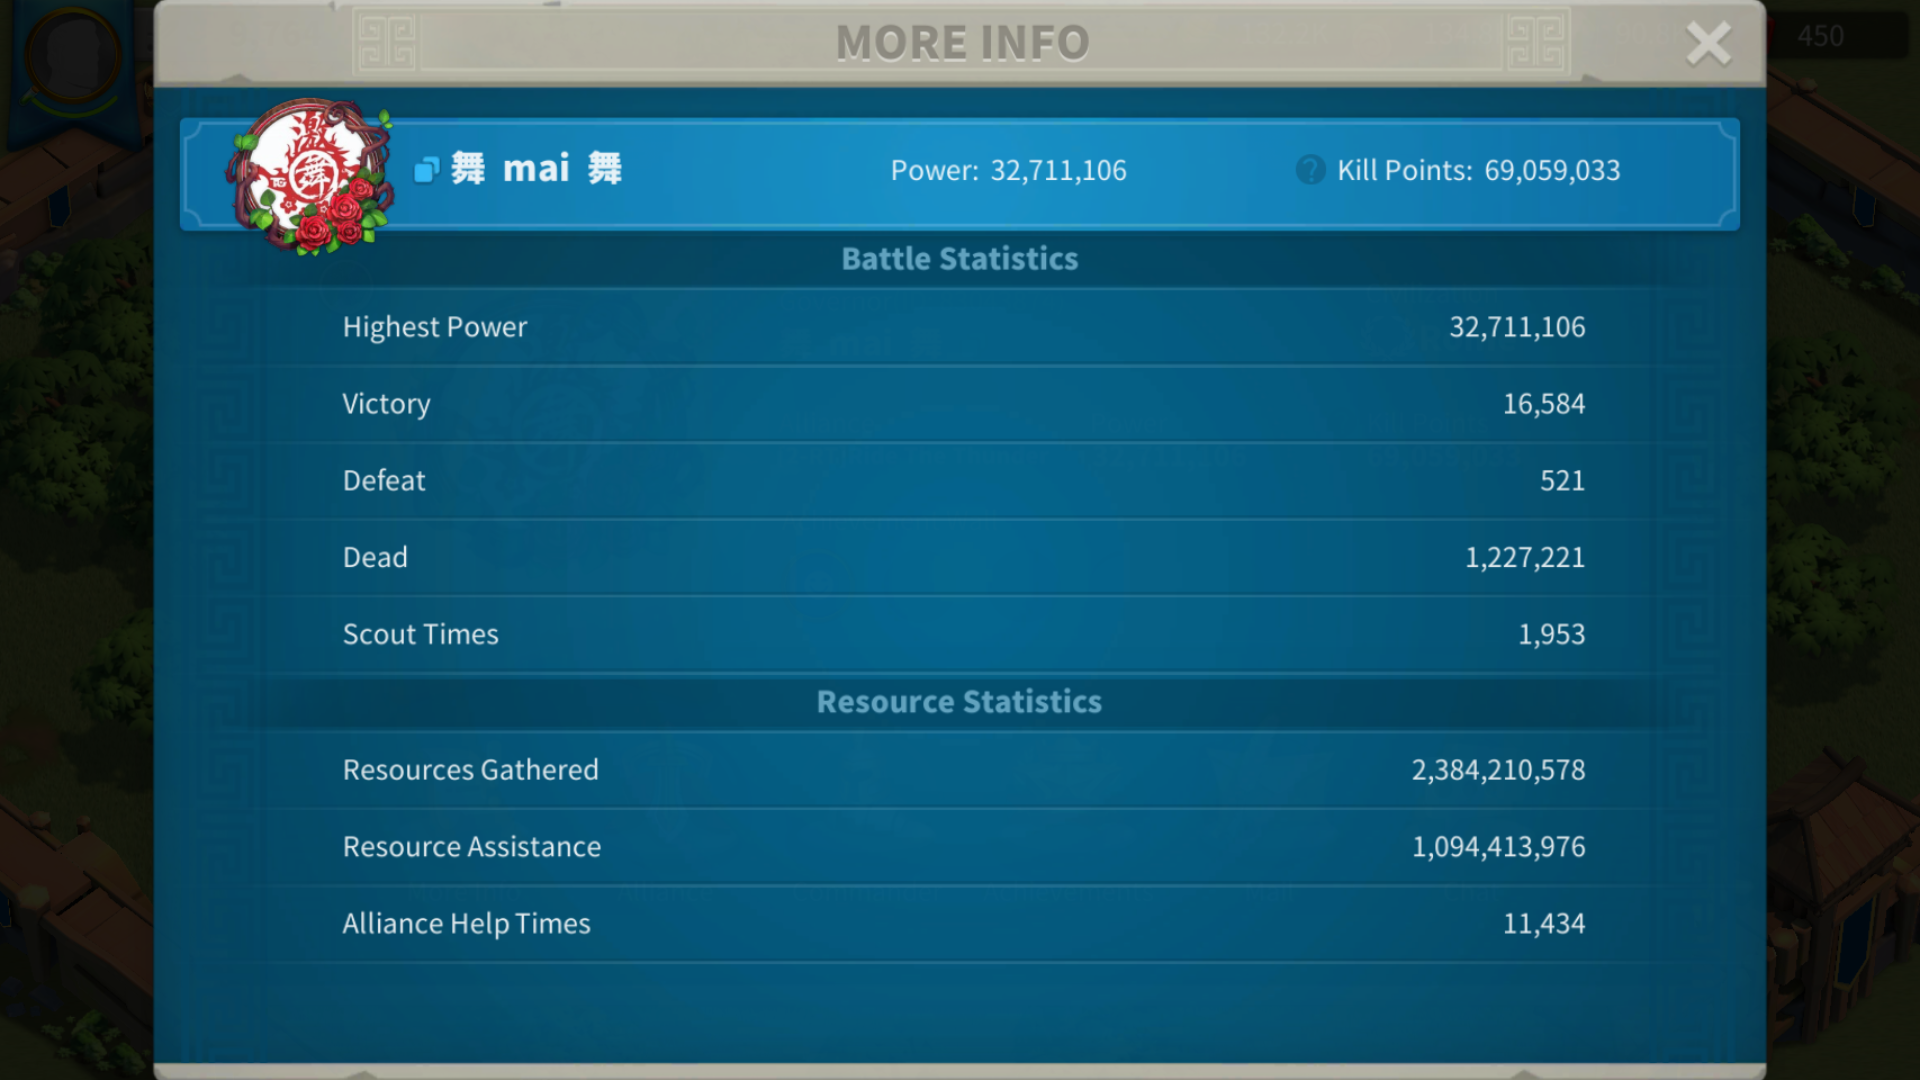 MORE INFO
450
激
舞
舞 mai 舞
Power: 32,711,106
? Kill Points: 69,059,033
Battle Statistics
Highest Power 32,711,106
Victory 16,584
Defeat 521
Dead 1,227,221
Scout Times 1,953
Resource Statistics
Resources Gathered 2,384,210,578
Resource Assistance 1,094,413,976
Alliance Help Times 11,434